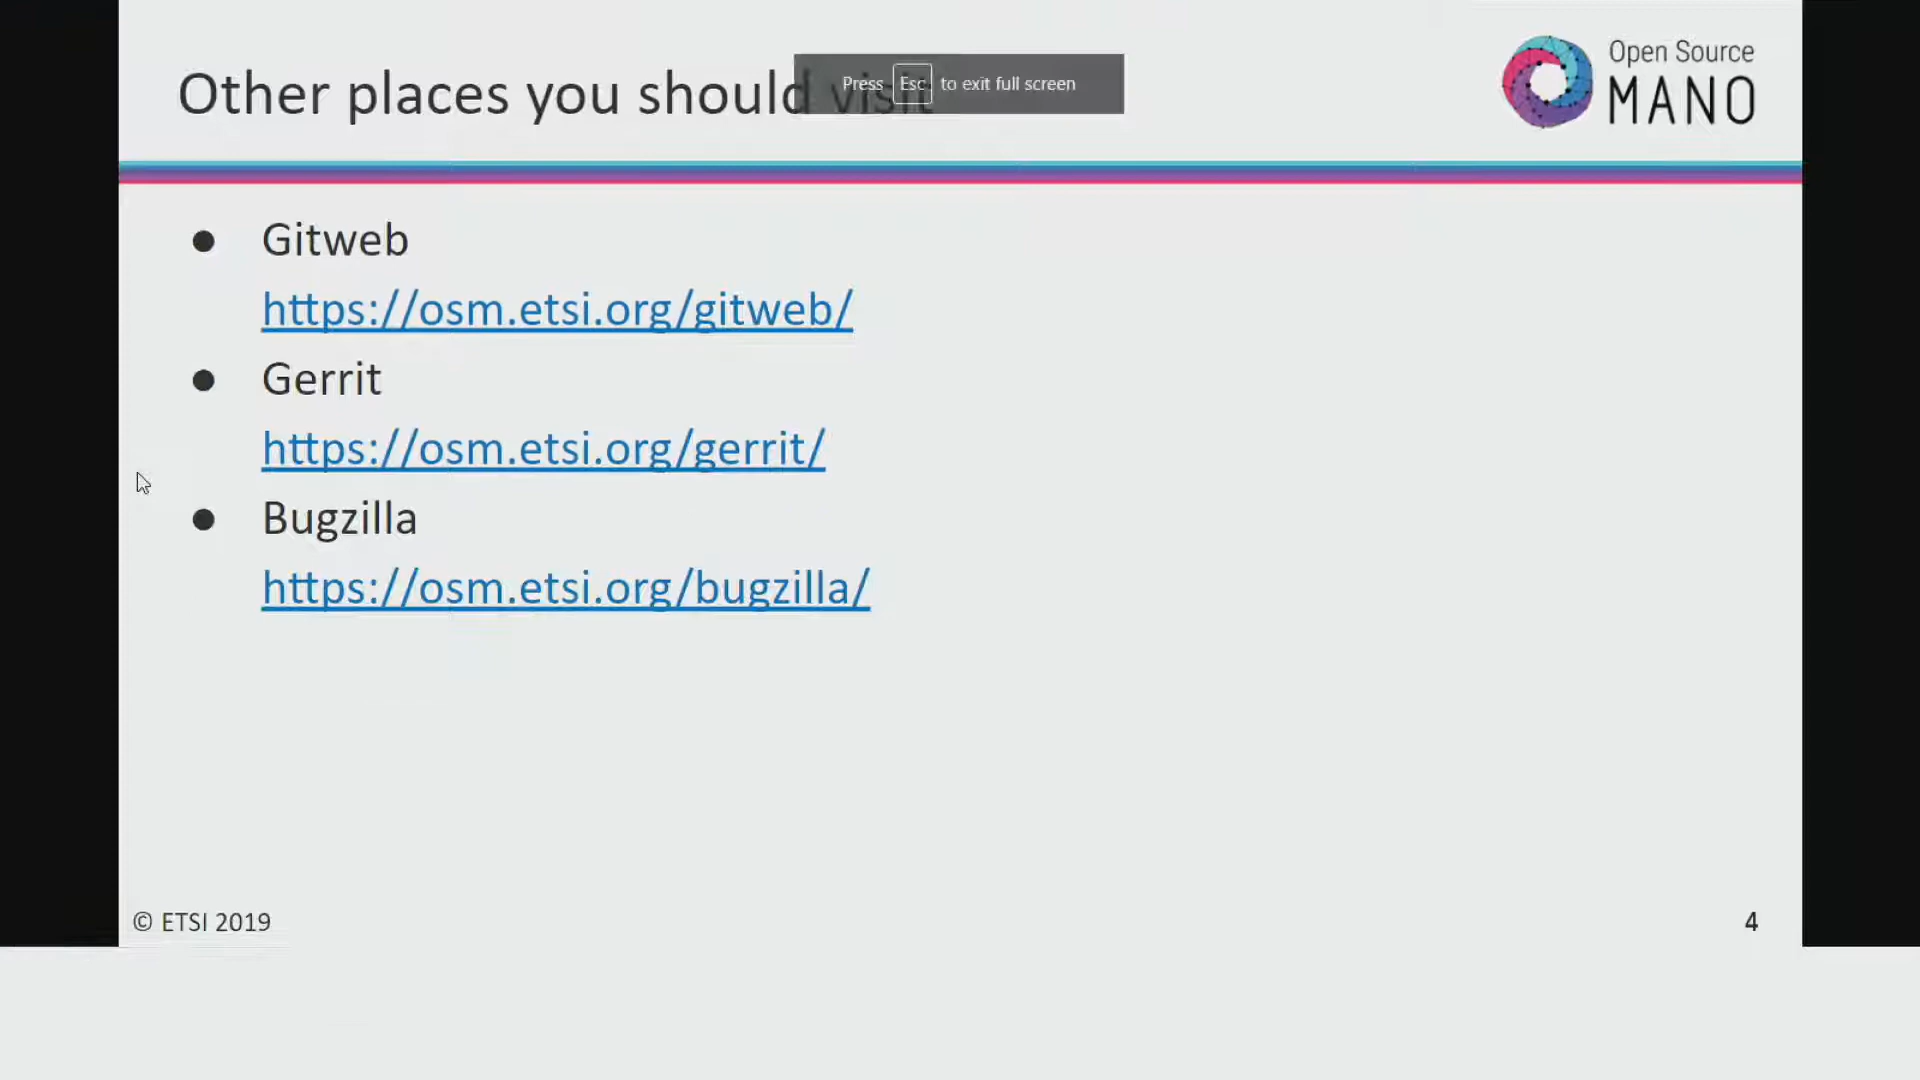 Other places you should visit
Press Esc to exit full screen
Open Source
MANO
● Gitweb
https://osm.etsi.org/gitweb/
● Gerrit
https://osm.etsi.org/gerrit/
● Bugzilla
https://osm.etsi.org/bugzilla/
© ETSI 2019
4